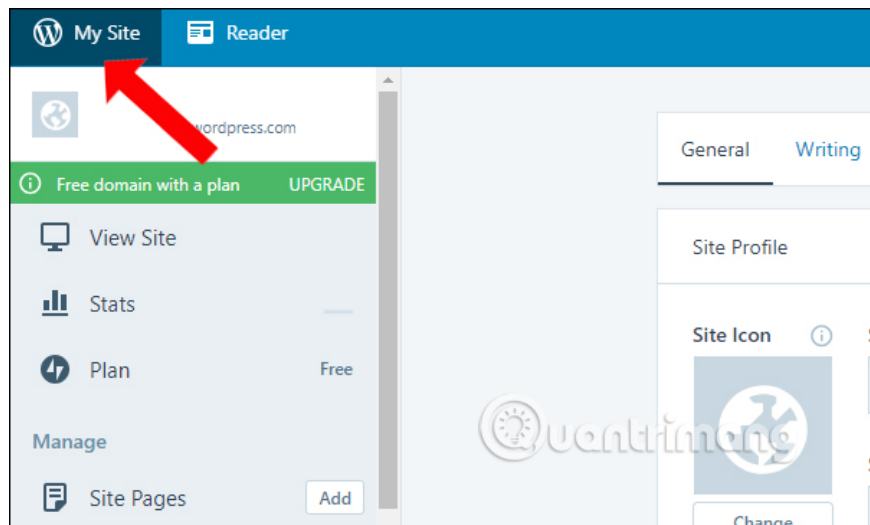 My Site
Reader
wordpress.com
Free domain with a plan UPGRADE
View Site
Stats
Plan Free
Manage
Site Pages Add
General Writing
Site Profile
Site Icon
Change
Quantrimang